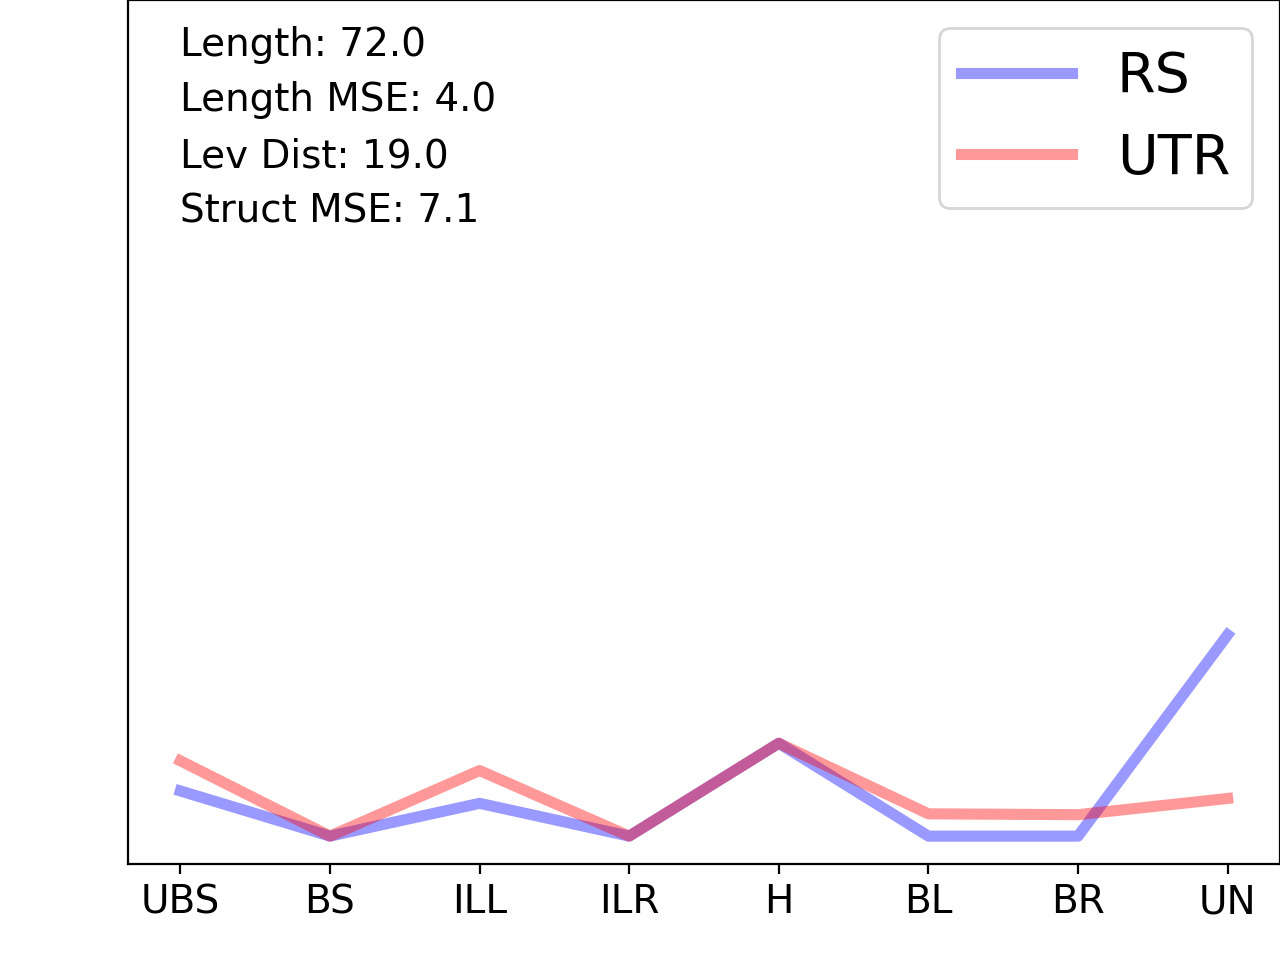 Length: 72.0
Length MSE: 4.0
Lev Dist: 19.0
Struct MSE: 7.1
RS
UTR
UBS BS ILL ILR H BL BR UN